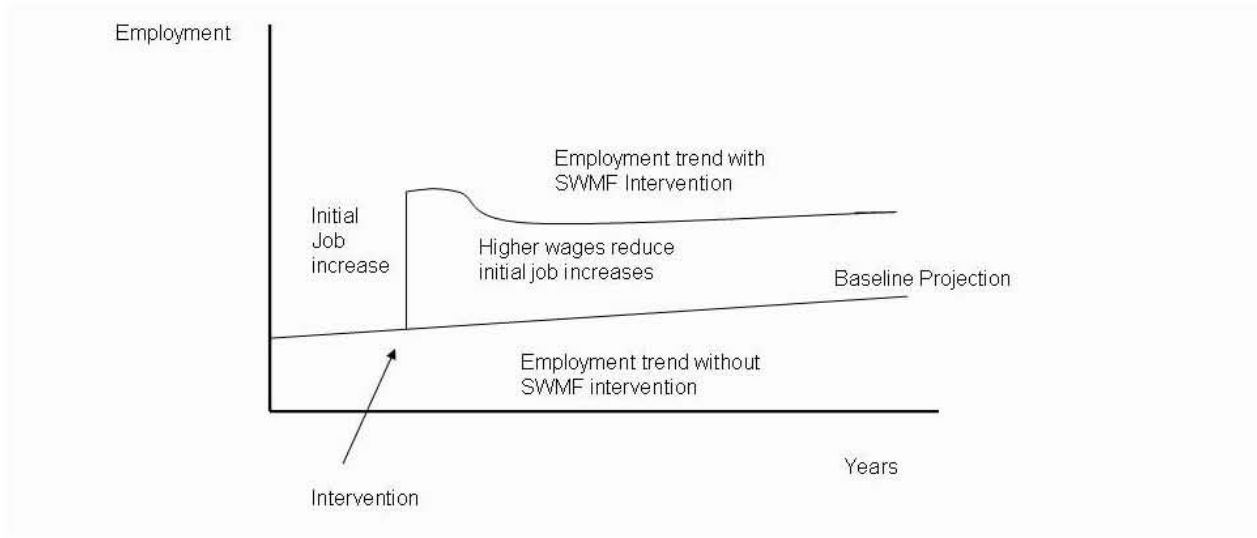 Employment
Employment trend with
SWMF Intervention
Initial
Job
increase
Higher wages reduce
initial job increases
Baseline Projection
Employment trend without
SWMF intervention
Years
Intervention